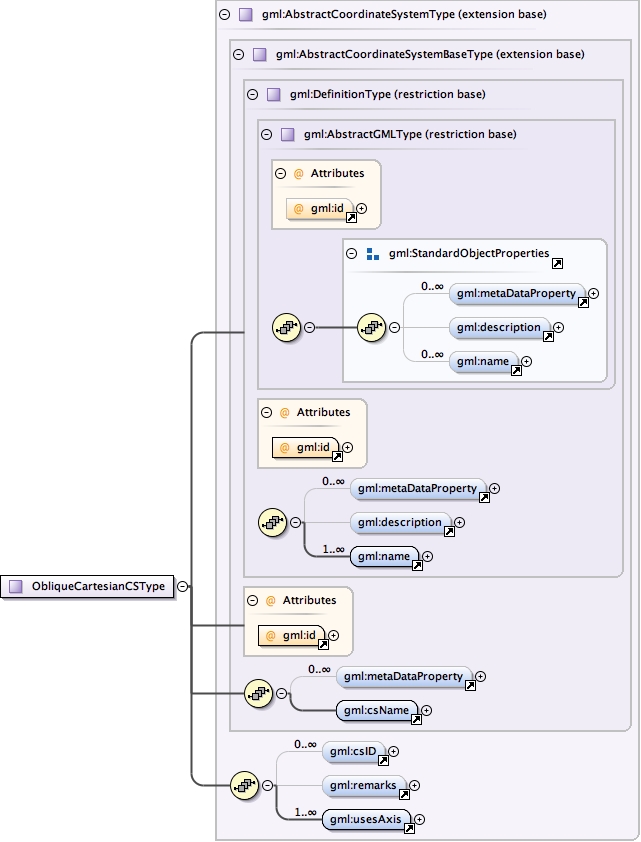 gml:AbstractCoordinateSystemType (extension base)
gml:AbstractCoordinateSystemBaseType (extension base)
gml:DefinitionType (restriction base)
gml:AbstractGMLType (restriction base)
@ Attributes
@ gml:id
gml:StandardObjectProperties
0..∞
gml:metaDataProperty
gml:description
0..∞
gml:name
@ Attributes
@ gml:id
0..∞
gml:metaDataProperty
gml:description
1..∞
gml:name
ObliqueCartesianCSType
@ Attributes
@ gml:id
0..∞
gml:metaDataProperty
gml:csName
0..∞
gml:csID
gml:remarks
1..∞
gml:usesAxis